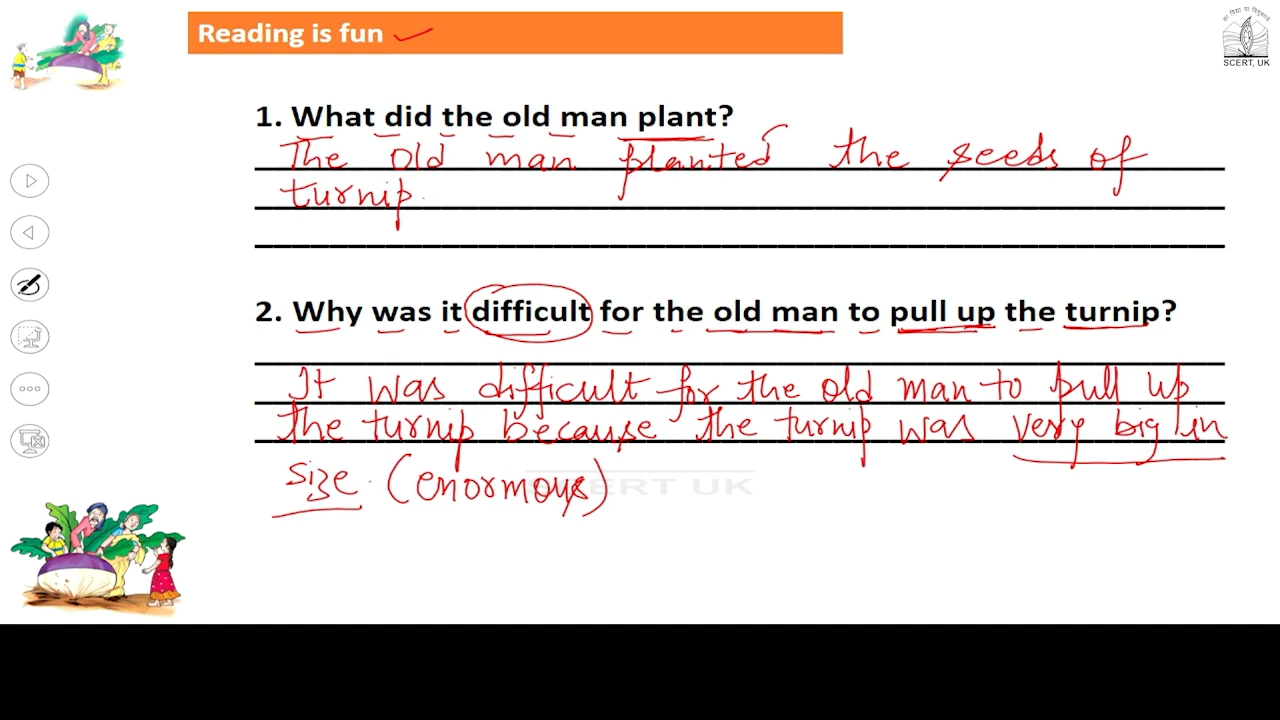 Reading is fun
SCERT, UK
1. What did the old man plant?
The old man planted the seeds of
turnip.
2. Why was it difficult for the old man to pull up the turnip?
It was difficult for the old man to pull up
the turnip because the turnip was very big in
size. (enormous)
SCERT UK